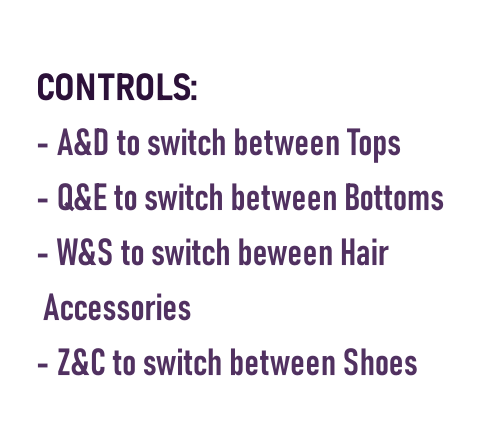 CONTROLS:
- A&D to switch between Tops
- Q&E to switch between Bottoms
- W&S to switch beween Hair
Accessories
- Z&C to switch between Shoes